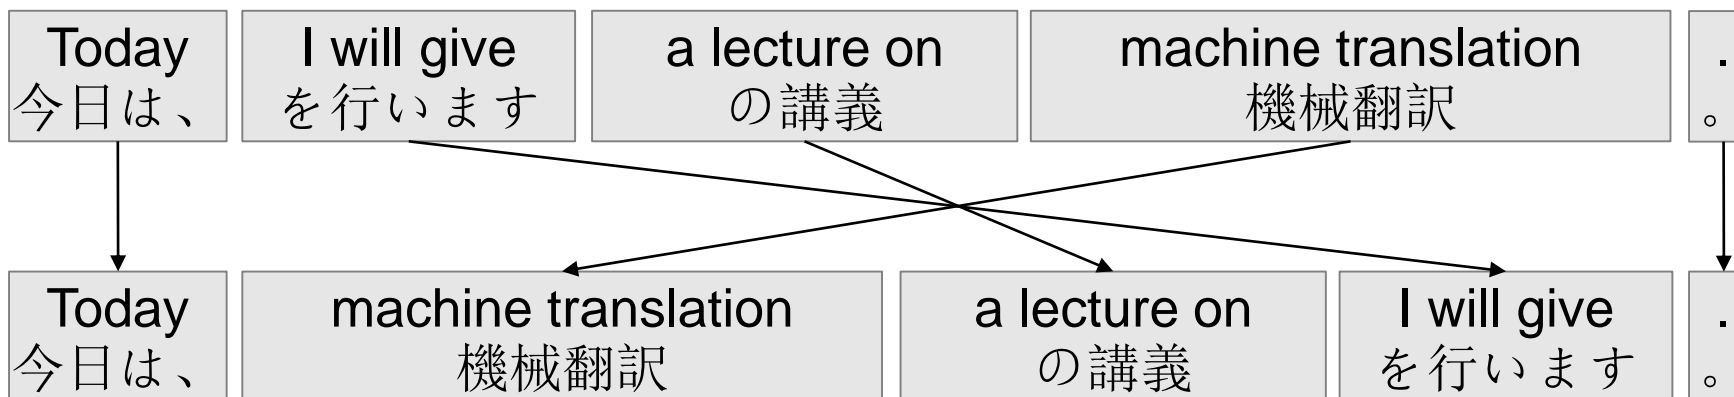 Today I will give a lecture on machine translation .
今日は、 を行います の講義 機械翻訳 。
Today machine translation a lecture on I will give .
今日は、 機械翻訳 の講義 を行います 。